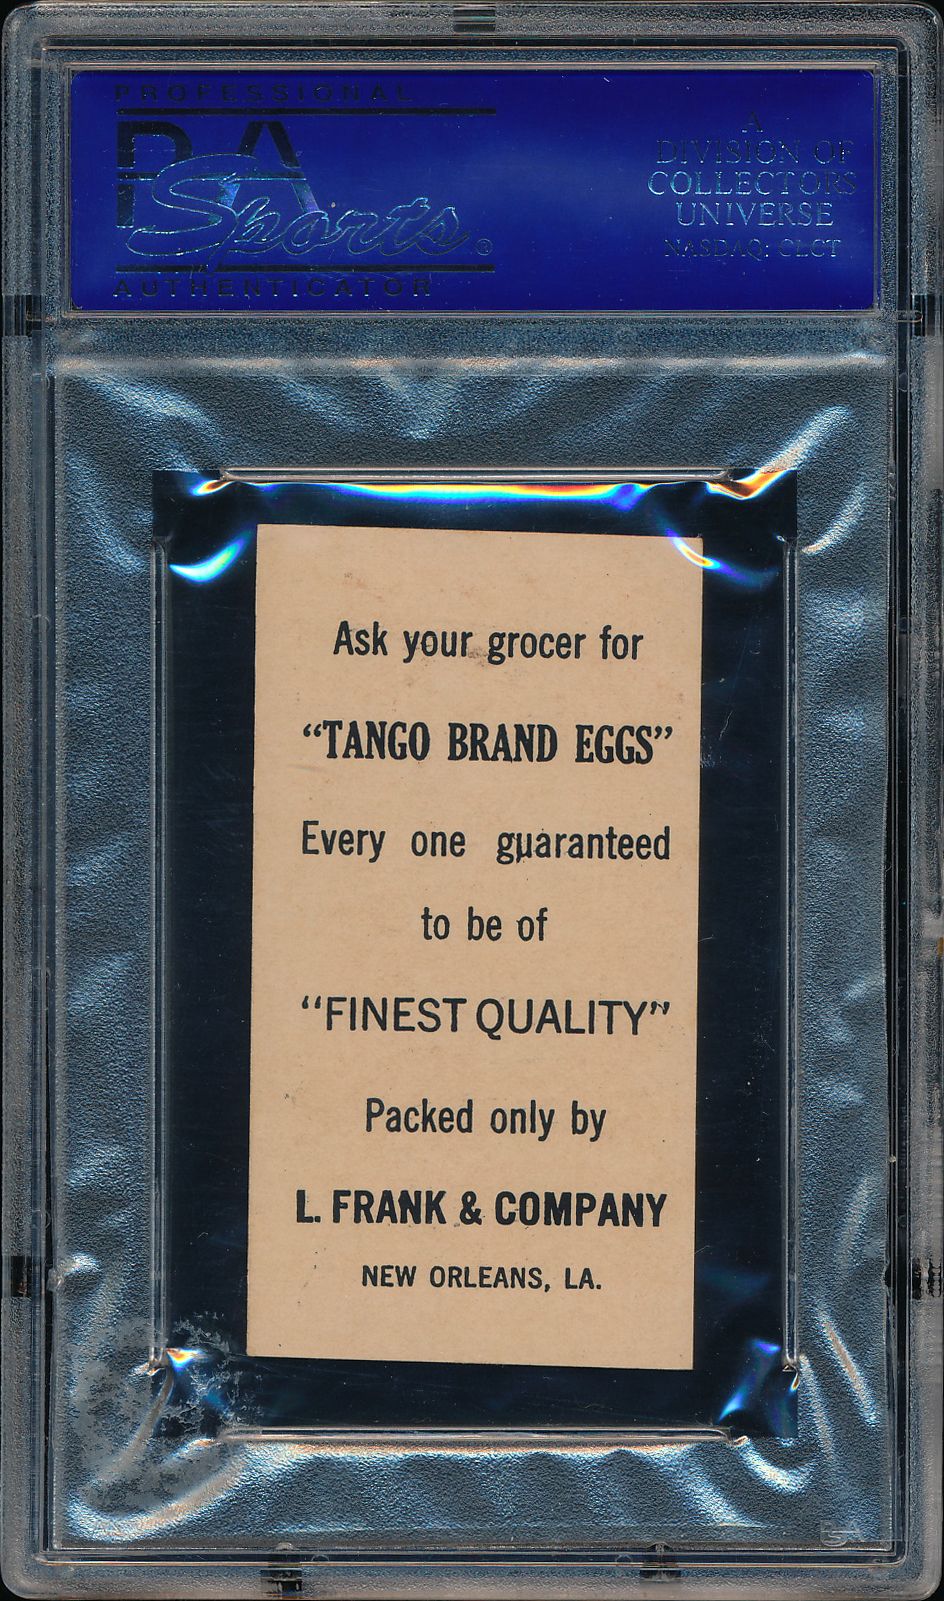 PROFESSIONAL
PSA
Sports
AUTHENTICATOR
A
DIVISION OF
COLLECTORS
UNIVERSE
NASDAQ: CLCT
Ask your grocer for
“TANGO BRAND EGGS”
Every one guaranteed
to be of
“FINEST QUALITY”
Packed only by
L. FRANK & COMPANY
NEW ORLEANS, LA.